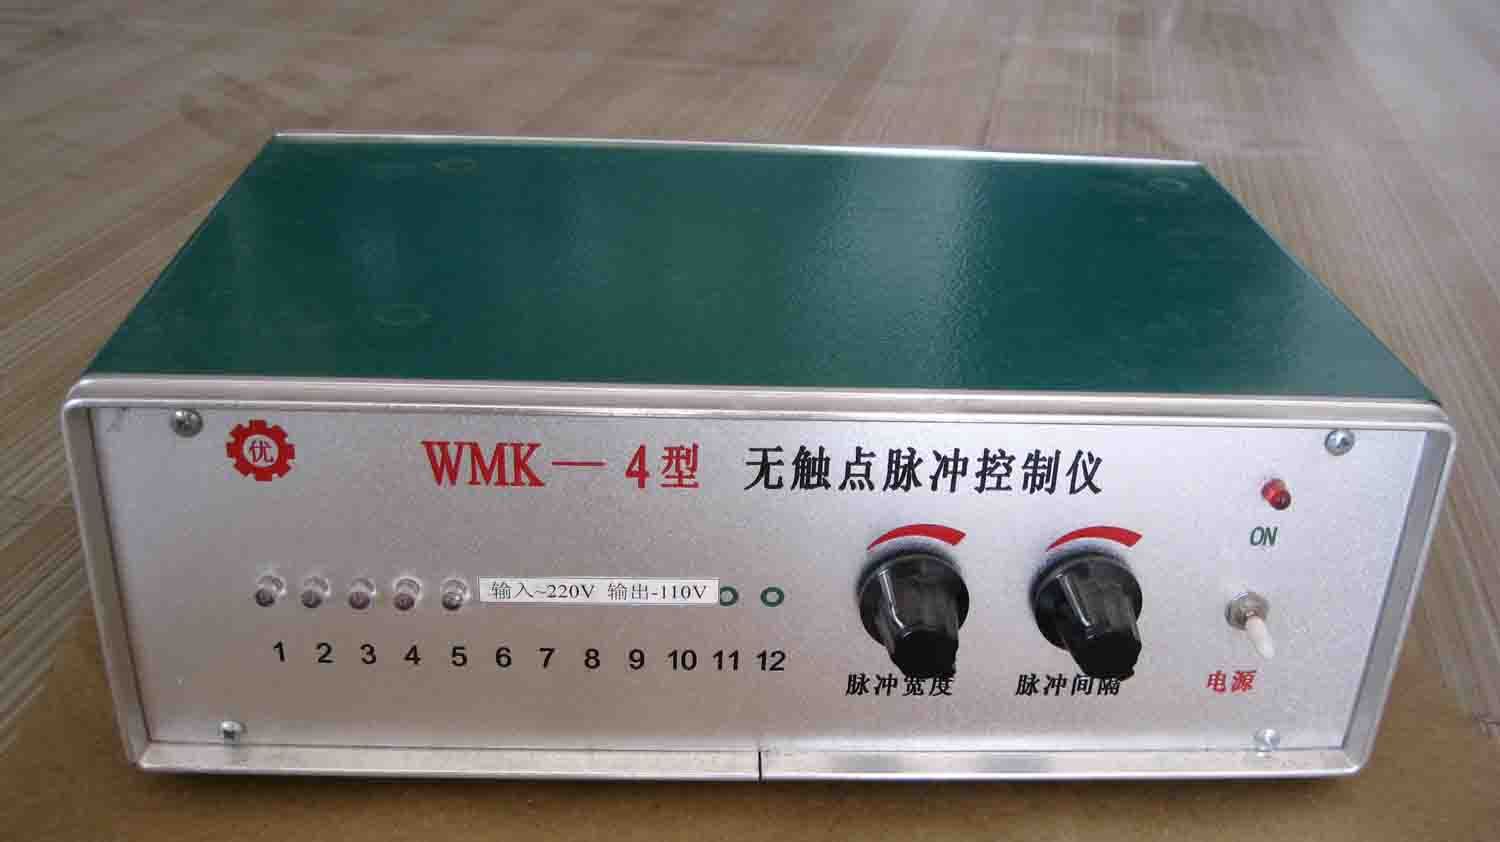 优
WMK—4型 无触点脉冲控制仪
ON
输入~220V 输出-110V
1 2 3 4 5 6 7 8 9 10 11 12
脉冲宽度 脉冲间隔 电源